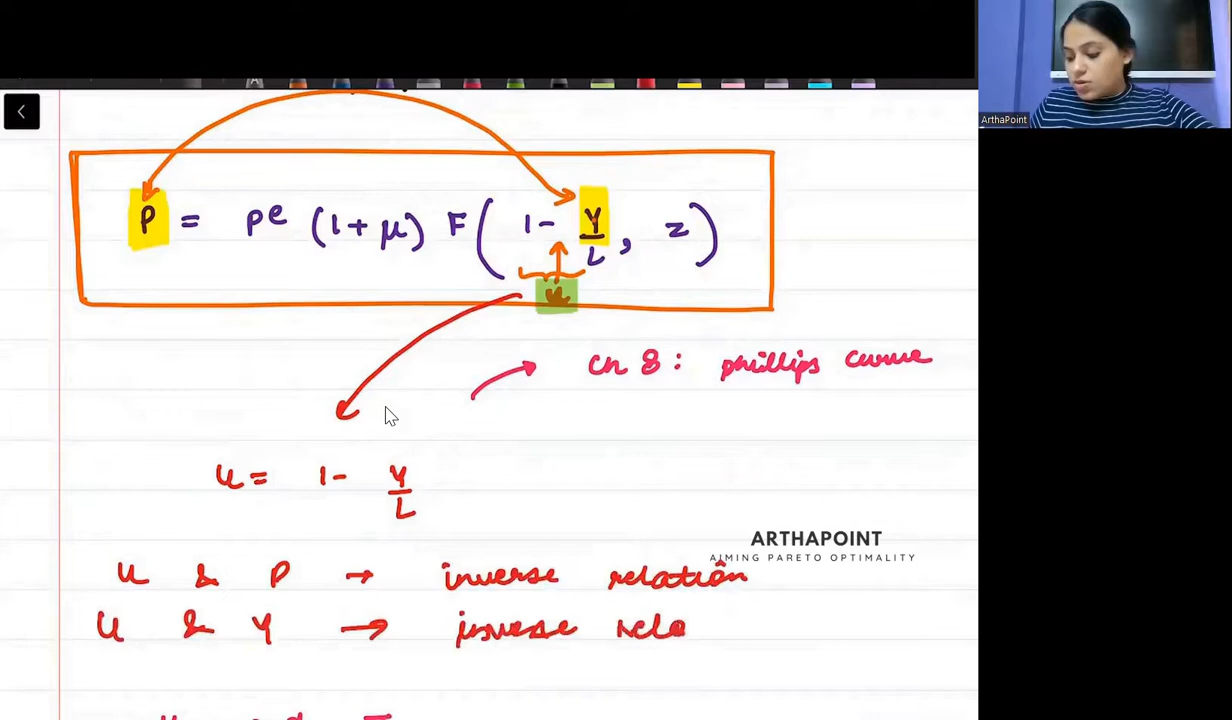 ArthaPoint
P = Pe (1+ μ) F ( 1 - Y/L , z )
u
Ch 8 : phillips curve
u = 1 - Y/L
ARTHAPOINT
AIMING PARETO OPTIMALITY
u & P → inverse relation
u & Y → inverse rela